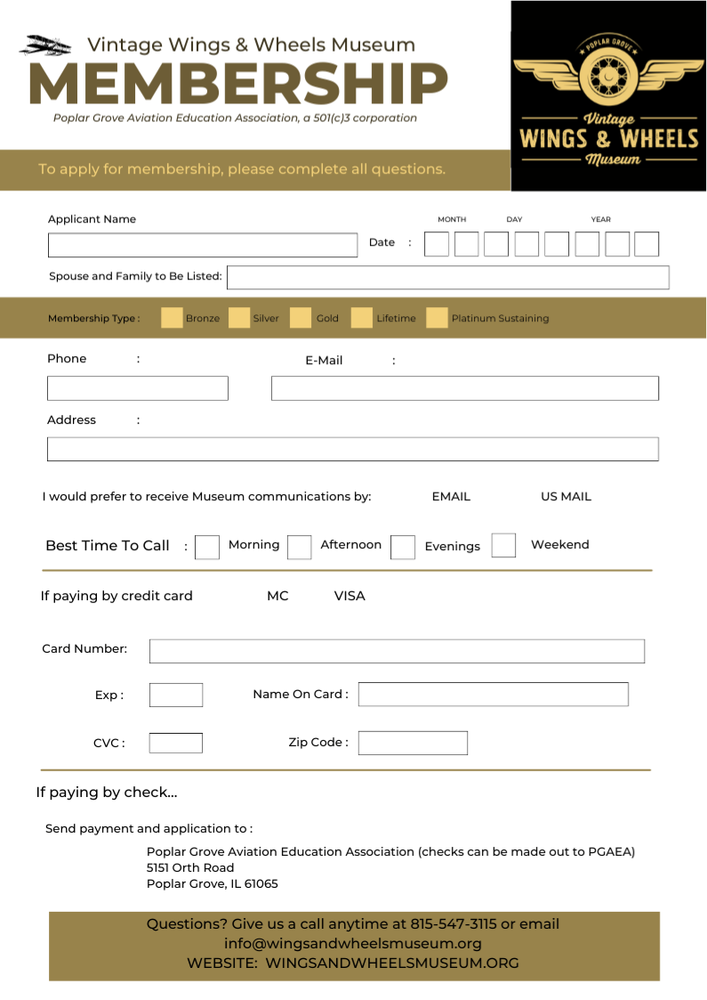 Vintage Wings & Wheels Museum
MEMBERSHIP
Poplar Grove Aviation Education Association, a 501(c)3 corporation
POPLAR GROVE
Vintage
WINGS & WHEELS
Museum
To apply for membership, please complete all questions.
Applicant Name
Date : MONTH DAY YEAR
Spouse and Family to Be Listed:
Membership Type : Bronze Silver Gold Lifetime Platinum Sustaining
Phone : E-Mail :
Address :
I would prefer to receive Museum communications by: EMAIL US MAIL
Best Time To Call : Morning Afternoon Evenings Weekend
If paying by credit card MC VISA
Card Number:
Exp : Name On Card :
CVC : Zip Code :
If paying by check...
Send payment and application to :
Poplar Grove Aviation Education Association (checks can be made out to PGAEA)
5151 Orth Road
Poplar Grove, IL 61065
Questions? Give us a call anytime at 815-547-3115 or email
info@wingsandwheelsmuseum.org
WEBSITE: WINGSANDWHEELSMUSEUM.ORG